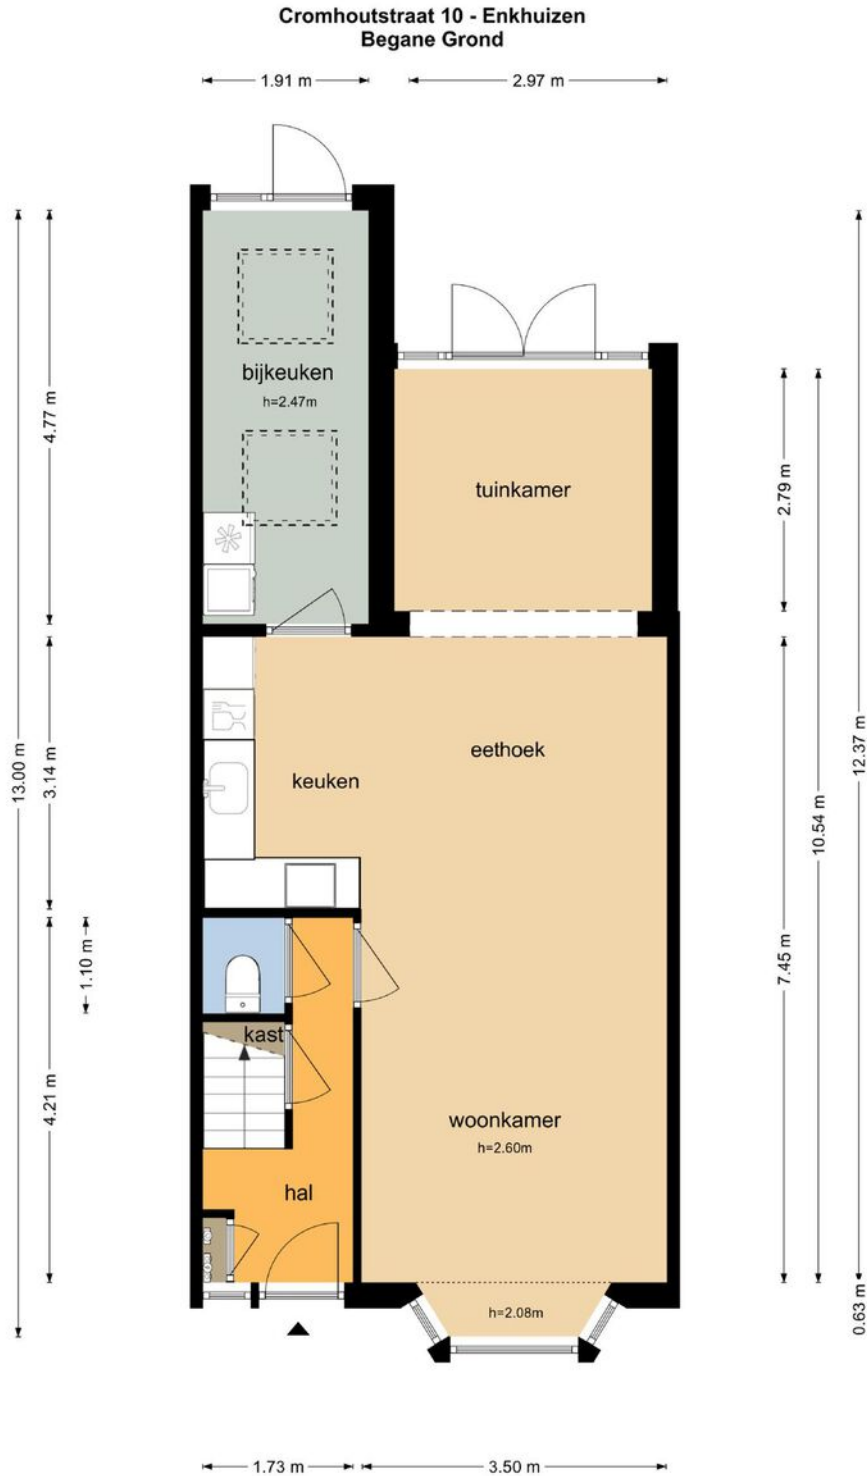 Cromhoutstraat 10 - Enkhuizen
Begane Grond
1.91 m
2.97 m
bijkeuken
h=2.47m
4.77 m
tuinkamer
2.79 m
13.00 m
3.14 m
keuken
eethoek
12.37 m
10.54 m
1.10 m
7.45 m
kast
4.21 m
woonkamer
h=2.60m
hal
h=2.08m
0.63 m
1.73 m
3.50 m